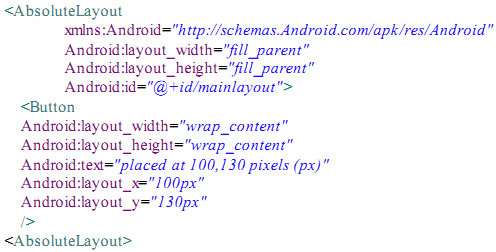 <AbsoluteLayout
xmlns:Android="http://schemas.Android.com/apk/res/Android"
Android:layout_width="fill_parent"
Android:layout_height="fill_parent"
Android:id="@+id/mainlayout">
<Button
Android:layout_width="wrap_content"
Android:layout_height="wrap_content"
Android:text="placed at 100,130 pixels (px)"
Android:layout_x="100px"
Android:layout_y="130px"
/>
<AbsoluteLayout>